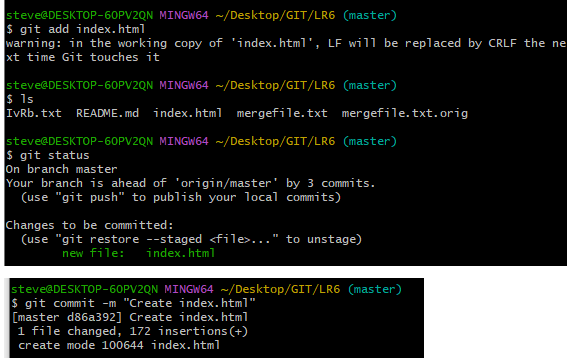 steve@DESKTOP-6OPV2QN MINGW64 ~/Desktop/GIT/LR6 (master)
$ git add index.html
warning: in the working copy of 'index.html', LF will be replaced by CRLF the ne
xt time Git touches it
steve@DESKTOP-6OPV2QN MINGW64 ~/Desktop/GIT/LR6 (master)
$ ls
IvRb.txt  README.md  index.html  mergefile.txt  mergefile.txt.orig
steve@DESKTOP-6OPV2QN MINGW64 ~/Desktop/GIT/LR6 (master)
$ git status
On branch master
Your branch is ahead of 'origin/master' by 3 commits.
  (use "git push" to publish your local commits)
Changes to be committed:
  (use "git restore --staged <file>..." to unstage)
        new file:   index.html
steve@DESKTOP-6OPV2QN MINGW64 ~/Desktop/GIT/LR6 (master)
$ git commit -m "Create index.html"
[master d86a392] Create index.html
 1 file changed, 172 insertions(+)
 create mode 100644 index.html